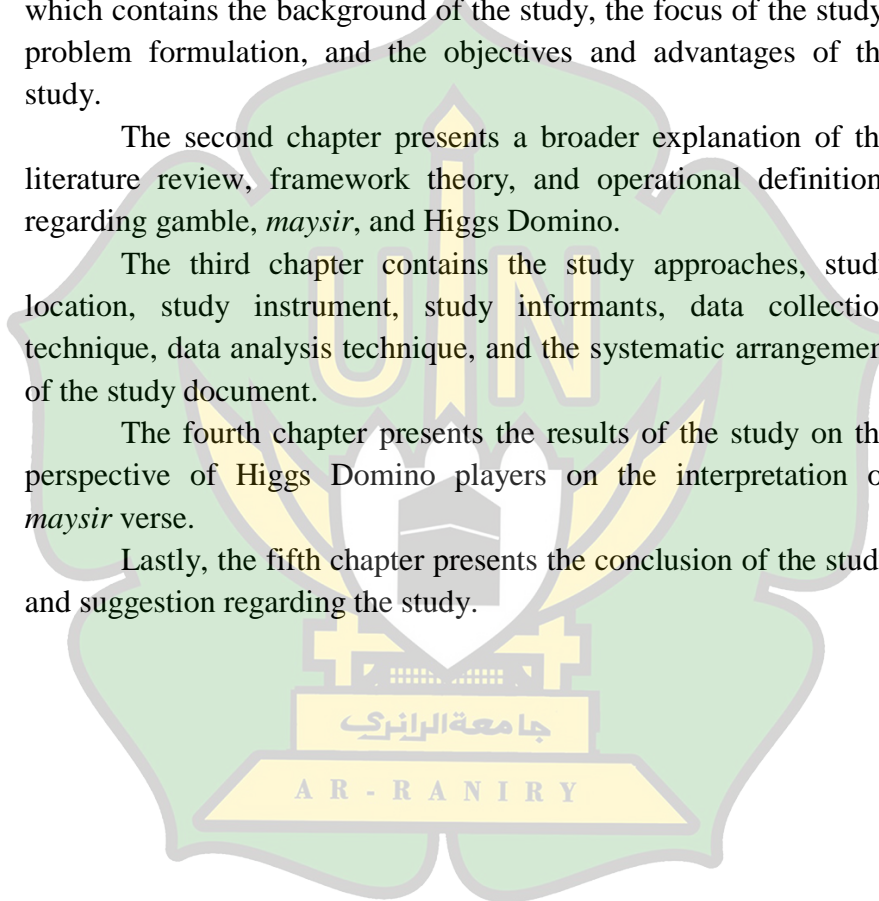 which contains the background of the study, the focus of the study
problem formulation, and the objectives and advantages of th
study.
The second chapter presents a broader explanation of th
literature review, framework theory, and operational definition
regarding gamble, maysir, and Higgs Domino.
The third chapter contains the study approaches, stud
location, study instrument, study informants, data collectio
technique, data analysis technique, and the systematic arrangemen
of the study document.
The fourth chapter presents the results of the study on th
perspective of Higgs Domino players on the interpretation o
maysir verse.
Lastly, the fifth chapter presents the conclusion of the stud
and suggestion regarding the study.
UIN
جامعة الرانري
AR-RANIRY